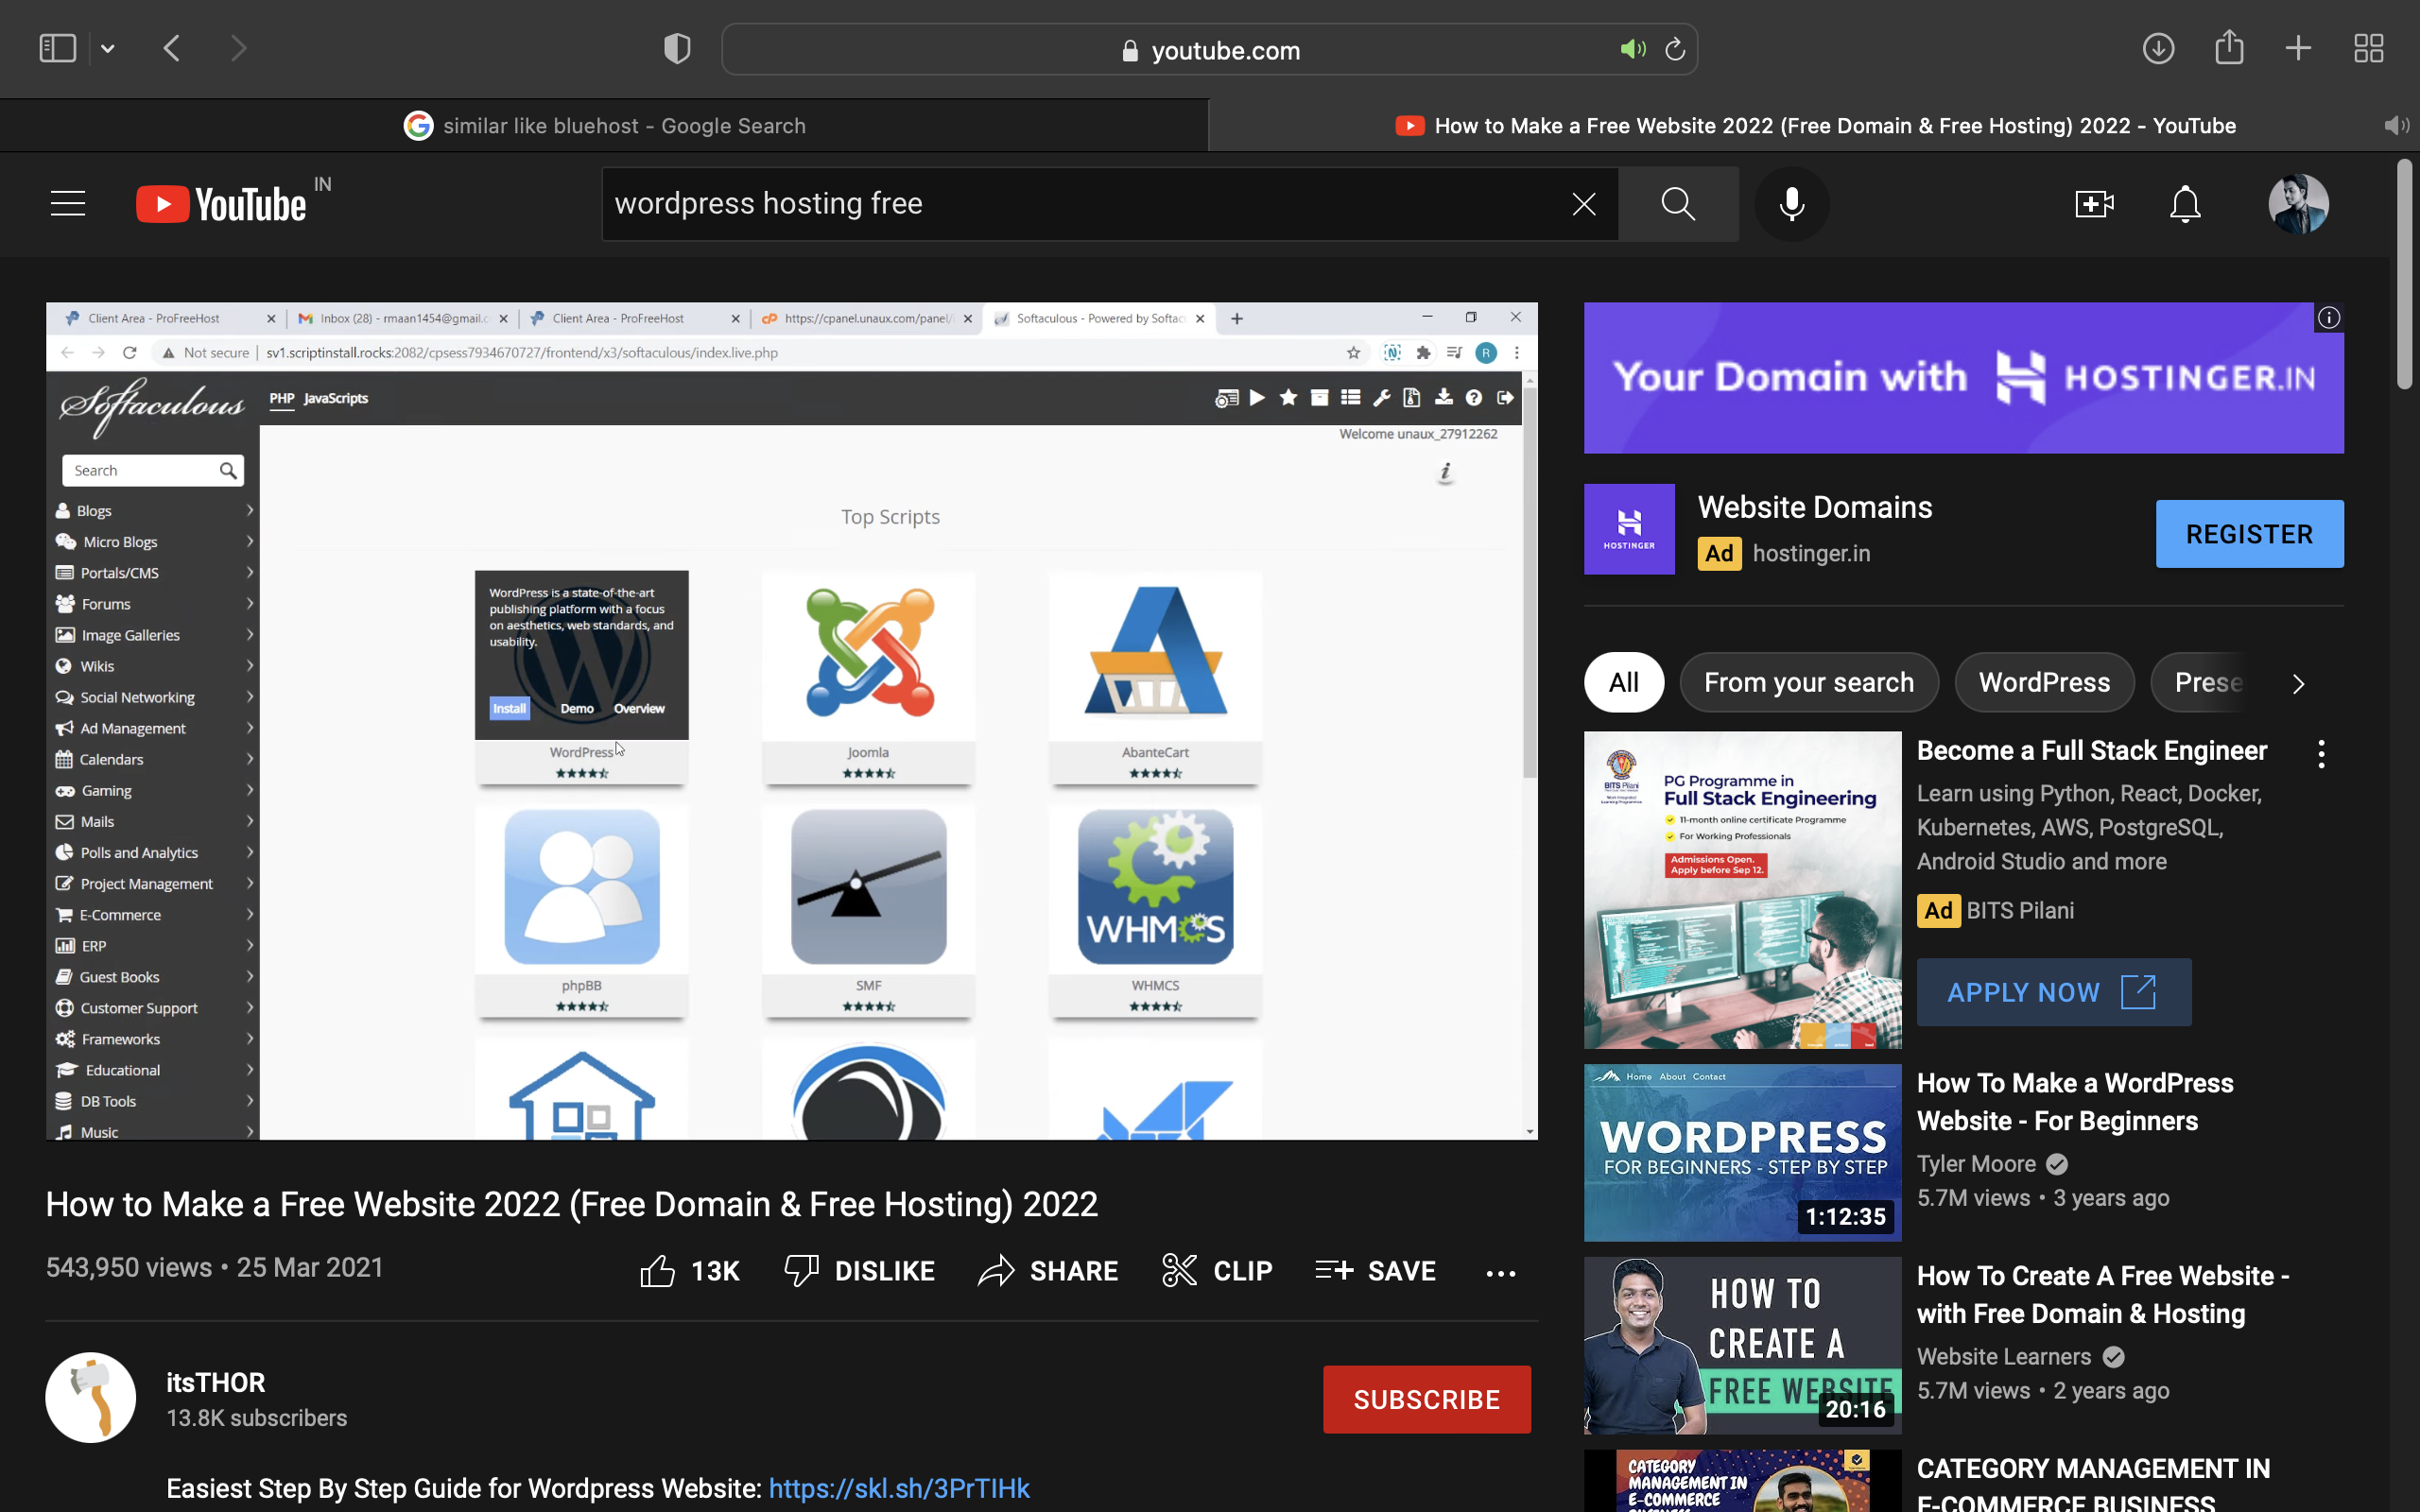 youtube.com
similar like bluehost - Google Search
How to Make a Free Website 2022 (Free Domain & Free Hosting) 2022 - YouTube
YouTube IN
wordpress hosting free
Client Area - ProFreeHost
Inbox (28) - rmaan1454@gmail.c
Client Area - ProFreeHost
https://cpanel.unaux.com/panel/
Softaculous - Powered by Softac
Not secure
sv1.scriptinstall.rocks:2082/cpsess7934670727/frontend/x3/softaculous/index.live.php
R
Softaculous
PHP JavaScripts
Welcome unaux_27912262
Search
Blogs
Micro Blogs
Portals/CMS
Forums
Image Galleries
Wikis
Social Networking
Ad Management
Calendars
Gaming
Mails
Polls and Analytics
Project Management
E-Commerce
ERP
Guest Books
Customer Support
Frameworks
Educational
DB Tools
Music
Top Scripts
WordPress is a state-of-the-art
publishing platform with a focus
on aesthetics, web standards, and
usability.
Install Demo Overview
WordPress
Joomla
AbanteCart
WHMCS
phpBB
SMF
WHMCS
How to Make a Free Website 2022 (Free Domain & Free Hosting) 2022
543,950 views • 25 Mar 2021
13K
DISLIKE
SHARE
CLIP
SAVE
itsTHOR
13.8K subscribers
SUBSCRIBE
Easiest Step By Step Guide for Wordpress Website: https://skl.sh/3PrTlHk
Your Domain with HOSTINGER.IN
HOSTINGER
Website Domains
Ad hostinger.in
REGISTER
All
From your search
WordPress
Prese
BITS Pilani
PG Programme in
Full Stack Engineering
11-month online certificate Programme
For Working Professionals
Admissions Open.
Apply before Sep 12.
Become a Full Stack Engineer
Learn using Python, React, Docker,
Kubernetes, AWS, PostgreSQL,
Android Studio and more
Ad BITS Pilani
APPLY NOW
Home About Contact
WORDPRESS
FOR BEGINNERS - STEP BY STEP
1:12:35
How To Make a WordPress
Website - For Beginners
Tyler Moore
5.7M views • 3 years ago
HOW TO
CREATE A
FREE WEBSITE
20:16
How To Create A Free Website -
with Free Domain & Hosting
Website Learners
5.7M views • 2 years ago
CATEGORY
MANAGEMENT IN
E-COMMERCE
CATEGORY MANAGEMENT IN
E-COMMERCE BUSINESS